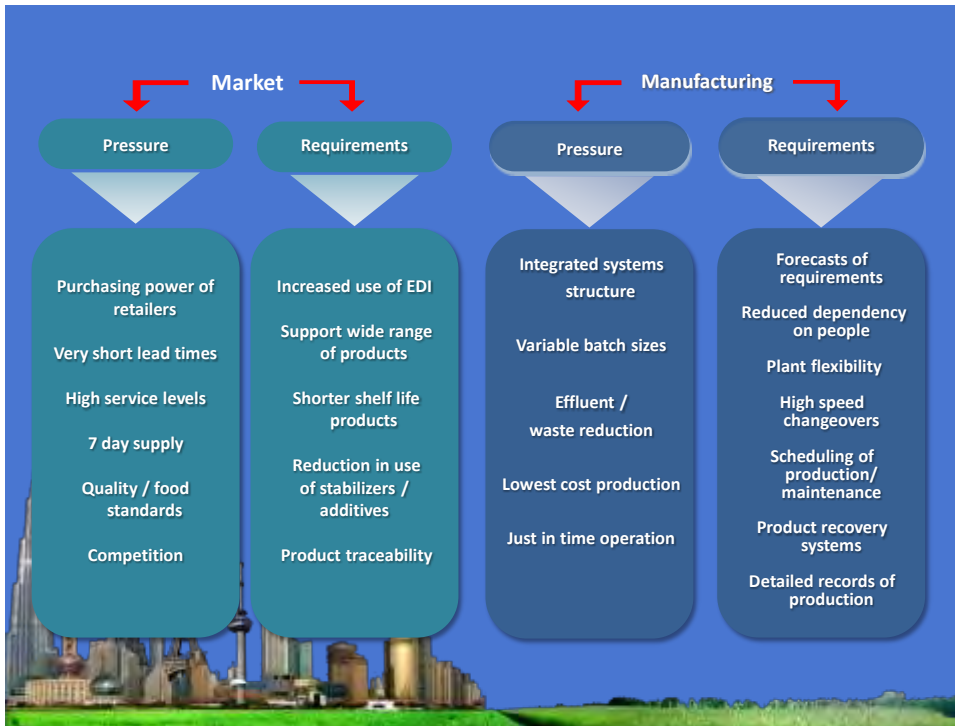 Market
Pressure
Requirements
Purchasing power of
retailers
Very short lead times
High service levels
7 day supply
Quality / food
standards
Competition
Increased use of EDI
Support wide range
of products
Shorter shelf life
products
Reduction in use
of stabilizers /
additives
Product traceability
Manufacturing
Pressure
Requirements
Integrated systems
structure
Variable batch sizes
Effluent /
waste reduction
Lowest cost production
Just in time operation
Forecasts of
requirements
Reduced dependency
on people
Plant flexibility
High speed
changeovers
Scheduling of
production/
maintenance
Product recovery
systems
Detailed records of
production